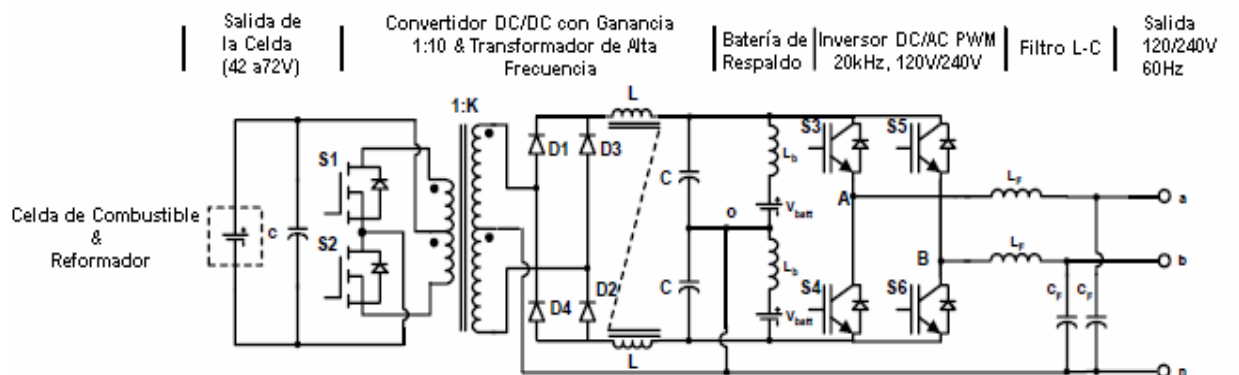 Salida de
la Celda
(42 a72V)
Convertidor DC/DC con Ganancia
1:10 & Transformador de Alta
Frecuencia
Batería de
Respaldo
Inversor DC/AC PWM
20kHz, 120V/240V
Filtro L-C
Salida
120/240V
60Hz
Celda de Combustible
&
Reformador
C
S1
S2
1:K
D1
D3
D4
D2
L
L
C
C
o
Lb
Vbatt
Lb
Vbatt
S3
S5
A
B
S4
S6
LF
LF
CF
CF
a
b
n